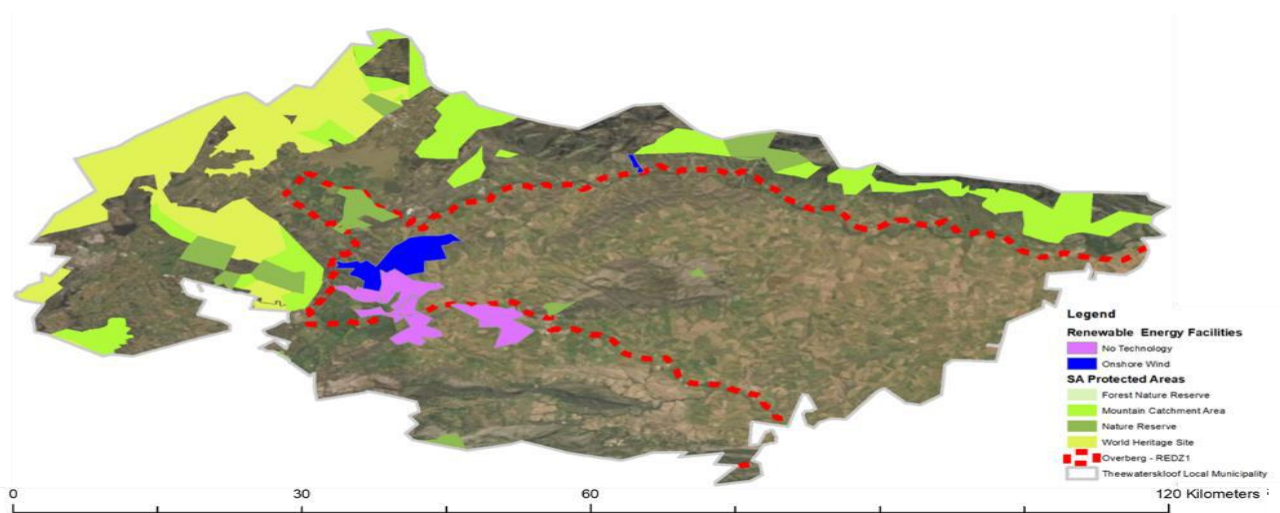 Legend
Renewable Energy Facilities
No Technology
Onshore Wind
SA Protected Areas
Forest Nature Reserve
Mountain Catchment Area
Nature Reserve
World Heritage Site
Overberg - REDZ1
Theewaterskloof Local Municipality
0 30 60 120 Kilometers